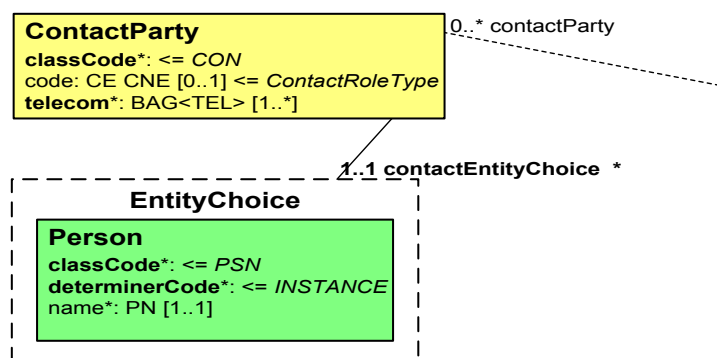 ContactParty
0..* contactParty
classCode*: <= CON
code: CE CNE [0..1] <= ContactRoleType
telecom*: BAG<TEL> [1..*]
1..1 contactEntityChoice *
EntityChoice
Person
classCode*: <= PSN
determinerCode*: <= INSTANCE
name*: PN [1..1]